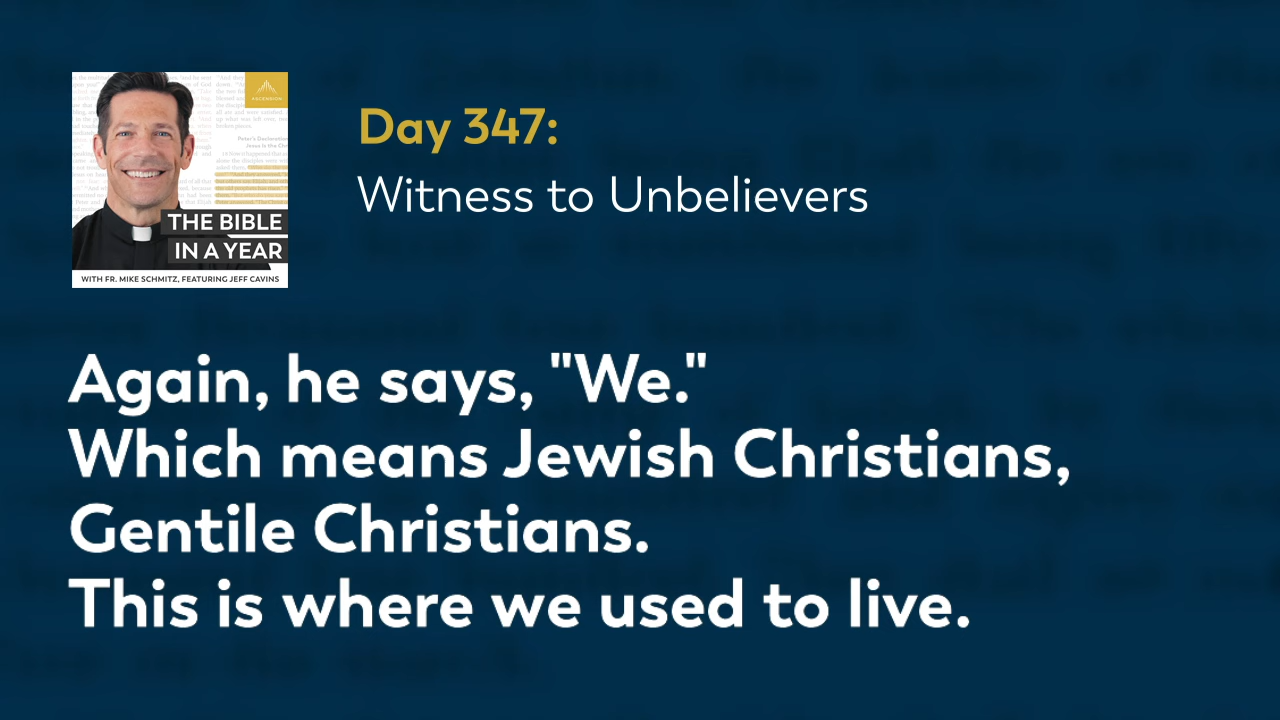 ASCENSION
THE BIBLE
IN A YEAR
WITH FR. MIKE SCHMITZ, FEATURING JEFF CAVINS
Day 347:
Witness to Unbelievers
Again, he says, "We."
Which means Jewish Christians,
Gentile Christians.
This is where we used to live.